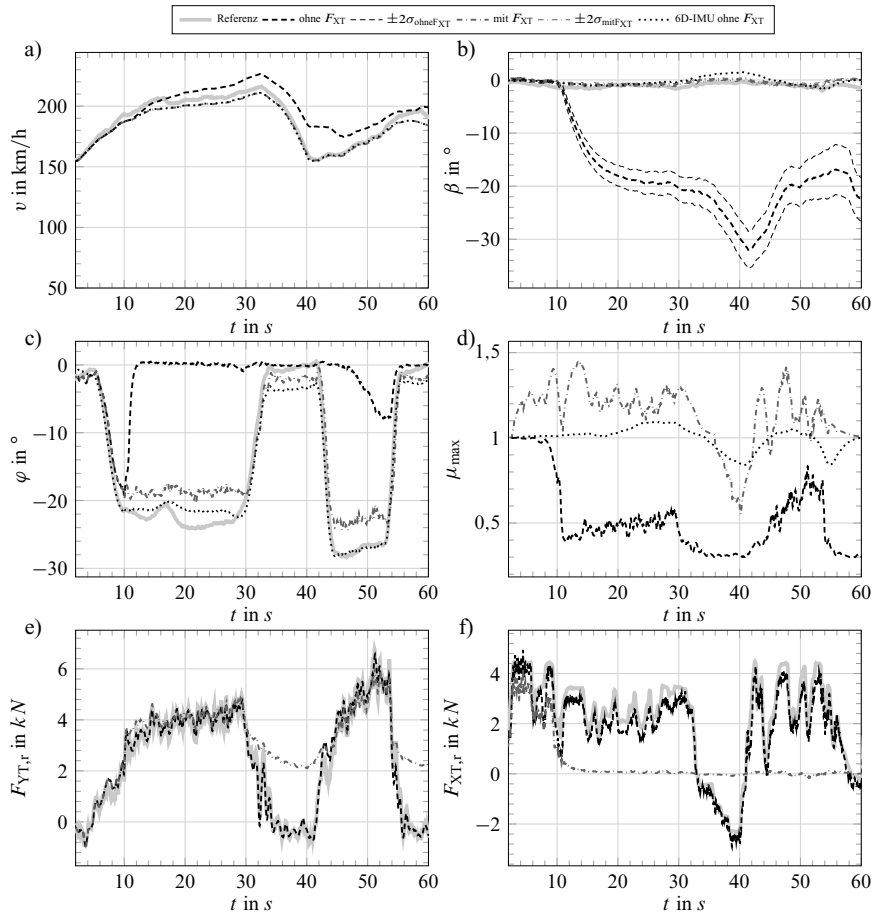 Referenz ohne F_XT ±2σ_ohneF_XT mit F_XT ±2σ_mitF_XT 6D-IMU ohne F_XT
a) b)
200
150
100
50
v in km/h
10 20 30 40 50 60
t in s
0
−10
−20
−30
β in °
10 20 30 40 50 60
t in s
c) d)
0
−10
−20
−30
φ in °
10 20 30 40 50 60
t in s
1,5
1
0,5
μ_max
10 20 30 40 50 60
t in s
e) f)
6
4
2
0
F_YT,r in kN
10 20 30 40 50 60
t in s
4
2
0
−2
F_XT,r in kN
10 20 30 40 50 60
t in s